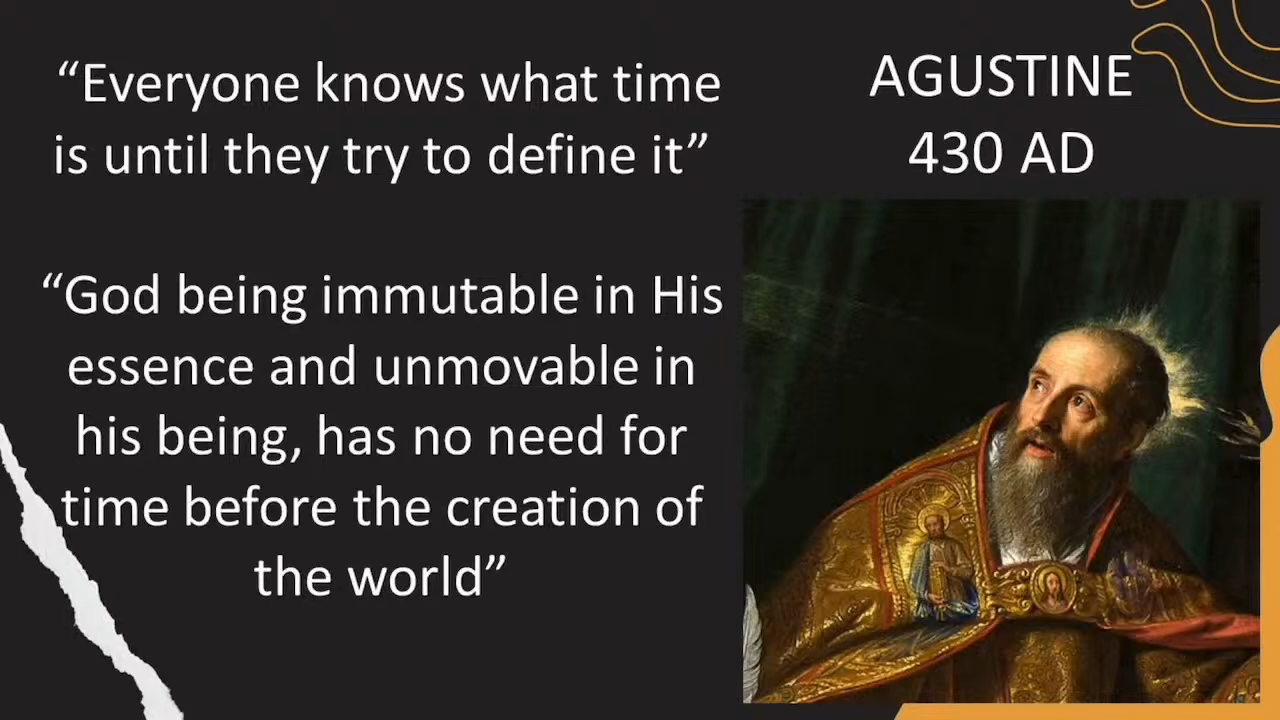 “Everyone knows what time
is until they try to define it”
“God being immutable in His
essence and unmovable in
his being, has no need for
time before the creation of
the world”
AGUSTINE
430 AD